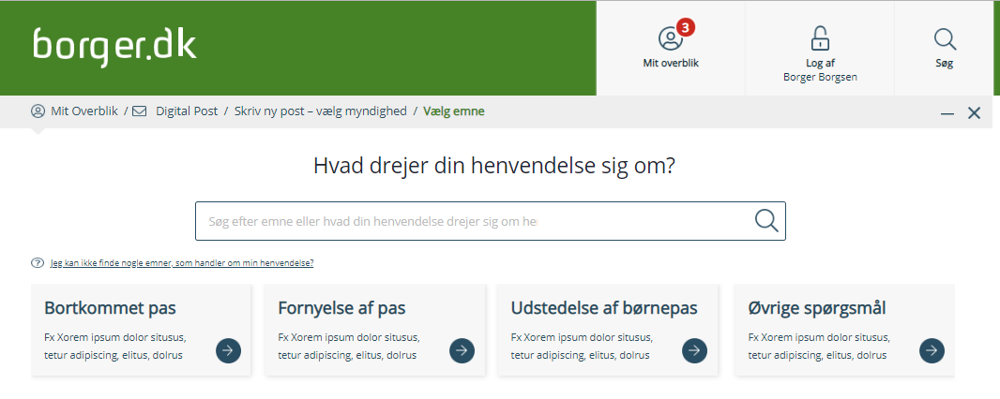 borger.dk
3
Mit overblik
Log af
Borger Borgsen
Søg
Mit Overblik / Digital Post / Skriv ny post – vælg myndighed / Vælg emne
Hvad drejer din henvendelse sig om?
Søg efter emne eller hvad din henvendelse drejer sig om he
? Jeg kan ikke finde nogle emner, som handler om min henvendelse?
Bortkommet pas
Fx Xorem ipsum dolor situsus,
tetur adipiscing, elitus, dolrus
Fornyelse af pas
Fx Xorem ipsum dolor situsus,
tetur adipiscing, elitus, dolrus
Udstedelse af børnepas
Fx Xorem ipsum dolor situsus,
tetur adipiscing, elitus, dolrus
Øvrige spørgsmål
Fx Xorem ipsum dolor situsus,
tetur adipiscing, elitus, dolrus